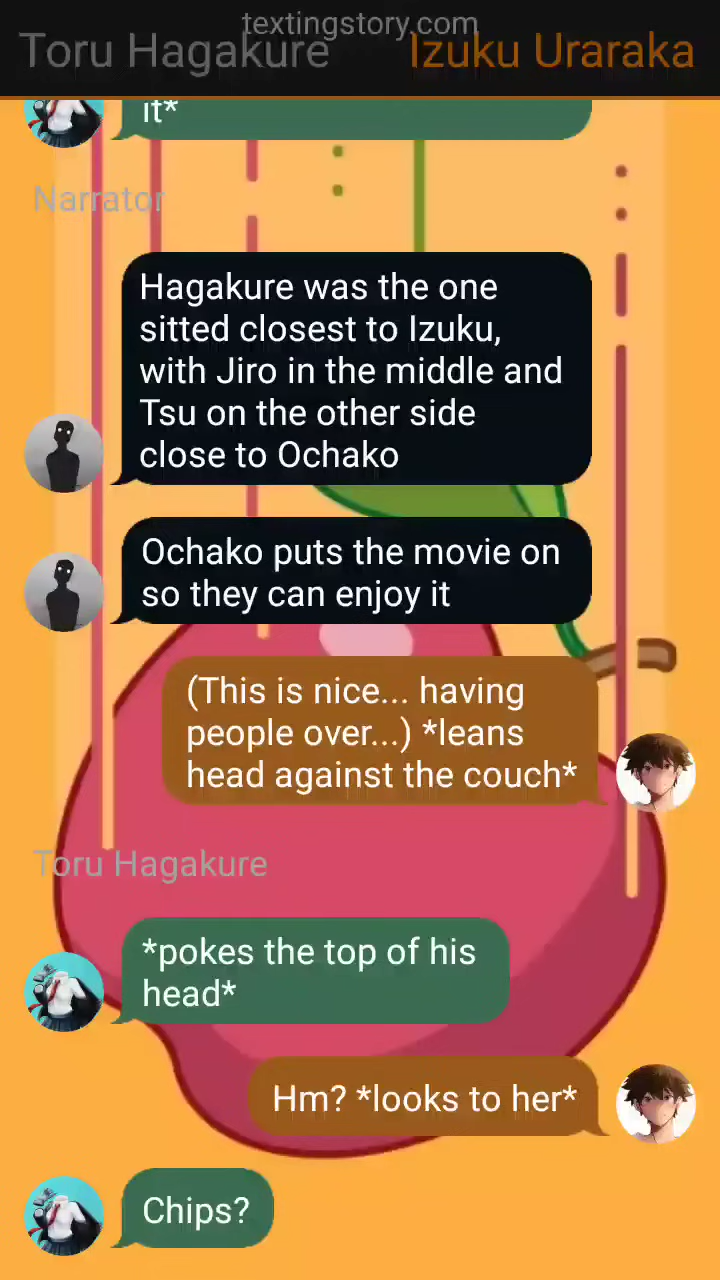 textingstory.com
Toru Hagakure
Izuku Uraraka
it*
Narrator
Hagakure was the one
sitted closest to Izuku,
with Jiro in the middle and
Tsu on the other side
close to Ochako
Ochako puts the movie on
so they can enjoy it
(This is nice... having
people over...) *leans
head against the couch*
Toru Hagakure
*pokes the top of his
head*
Hm? *looks to her*
Chips?